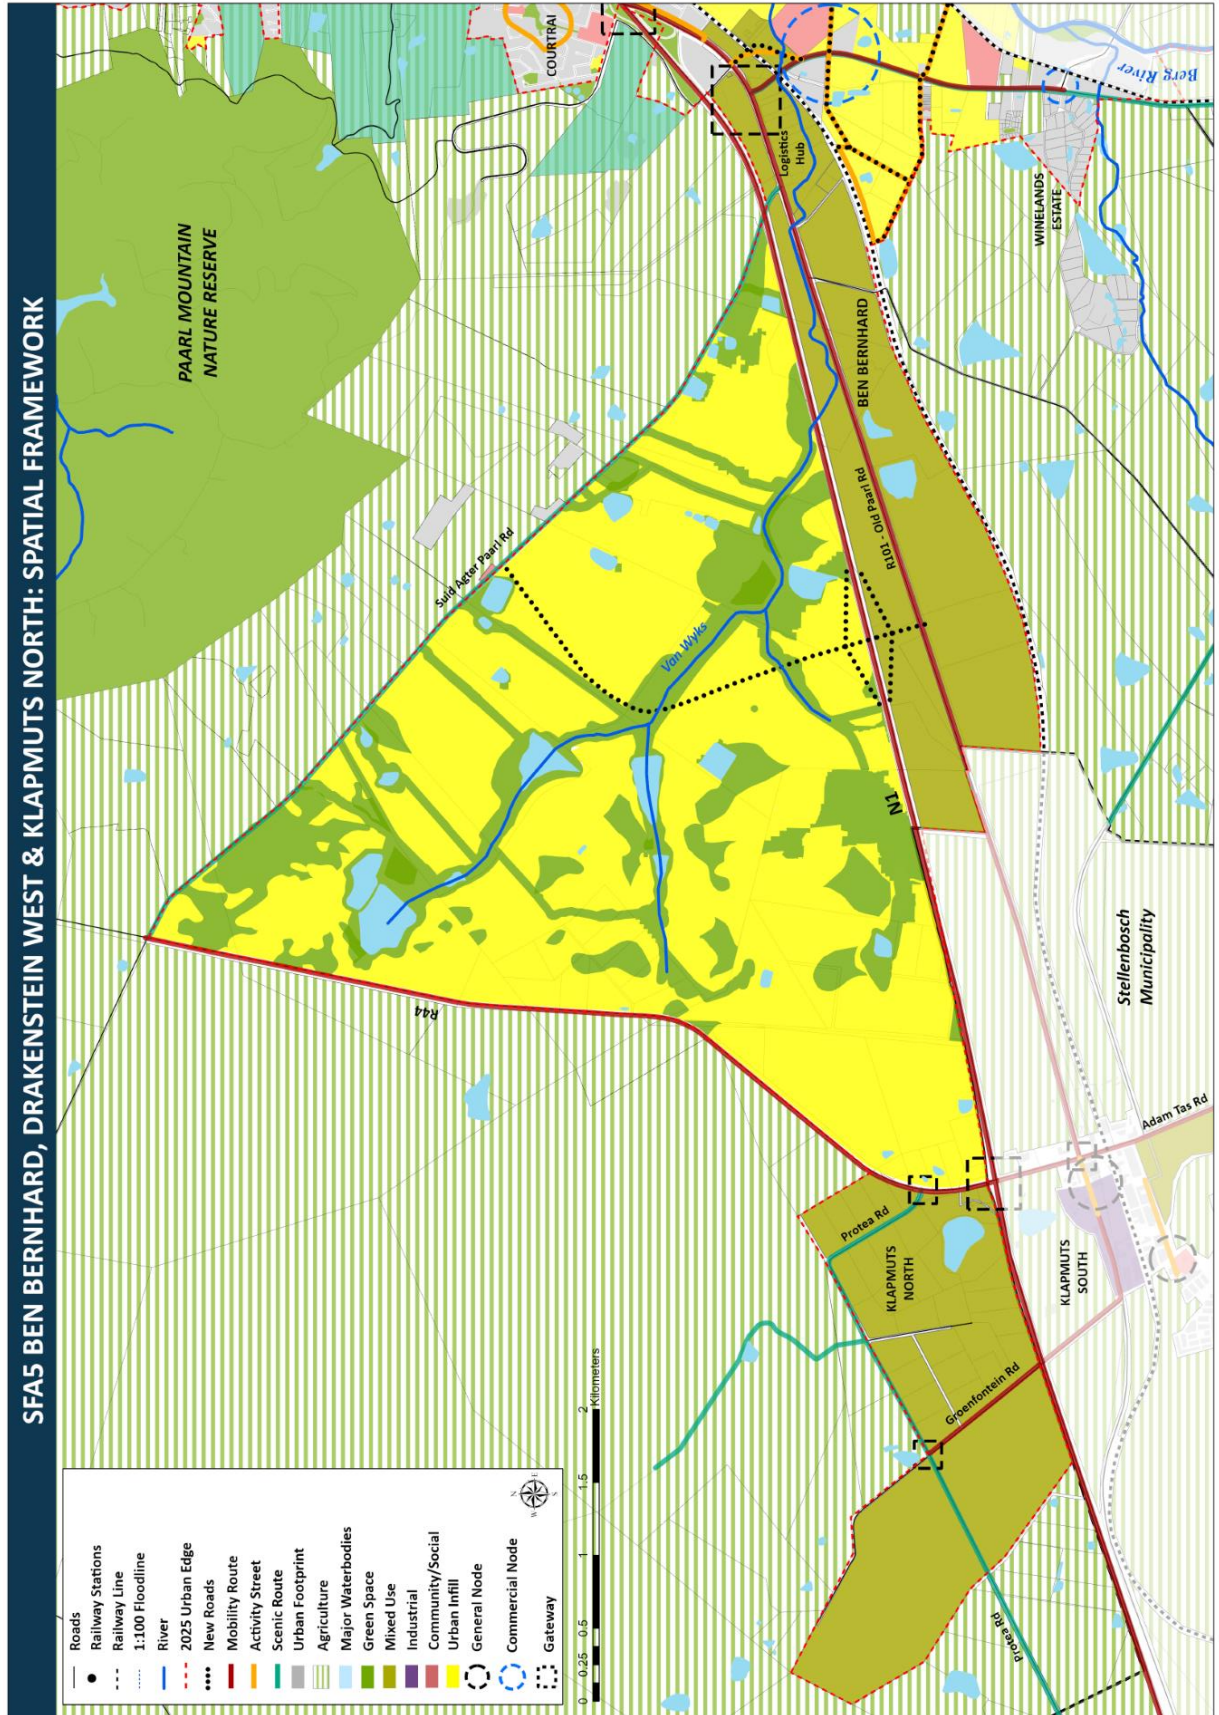 SFA5 BEN BERNHARD, DRAKENSTEIN WEST & KLAPMUTS NORTH: SPATIAL FRAMEWORK
Roads
Railway Stations
Railway Line
1:100 Floodline
River
2025 Urban Edge
New Roads
Mobility Route
Activity Street
Scenic Route
Urban Footprint
Agriculture
Major Waterbodies
Green Space
Mixed Use
Industrial
Community/Social
Urban Infill
General Node
Commercial Node
Gateway
N
W E
S
0 0.25 0.5 1 1.5 2
Kilometers
PAARL MOUNTAIN
NATURE RESERVE
COURTRAI
Suid Agter Paarl Rd
R44
Van Wyks
Logistics
Hub
BEN BERNHARD
R101 - Old Paarl Rd
N1
WINELANDS
ESTATE
Berg River
Protea Rd
KLAPMUTS
NORTH
Groenfontein Rd
Protea Rd
KLAPMUTS
SOUTH
Adam Tas Rd
Stellenbosch
Municipality